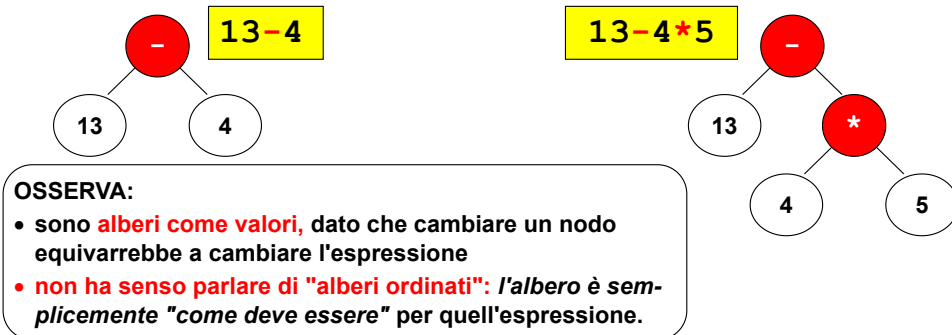 -
13-4
13
4
13-4*5
-
13
*
4
5
OSSERVA:
• sono alberi come valori, dato che cambiare un nodo
equivarrebbe a cambiare l'espressione
• non ha senso parlare di "alberi ordinati": l'albero è sem-
plicemente "come deve essere" per quell'espressione.